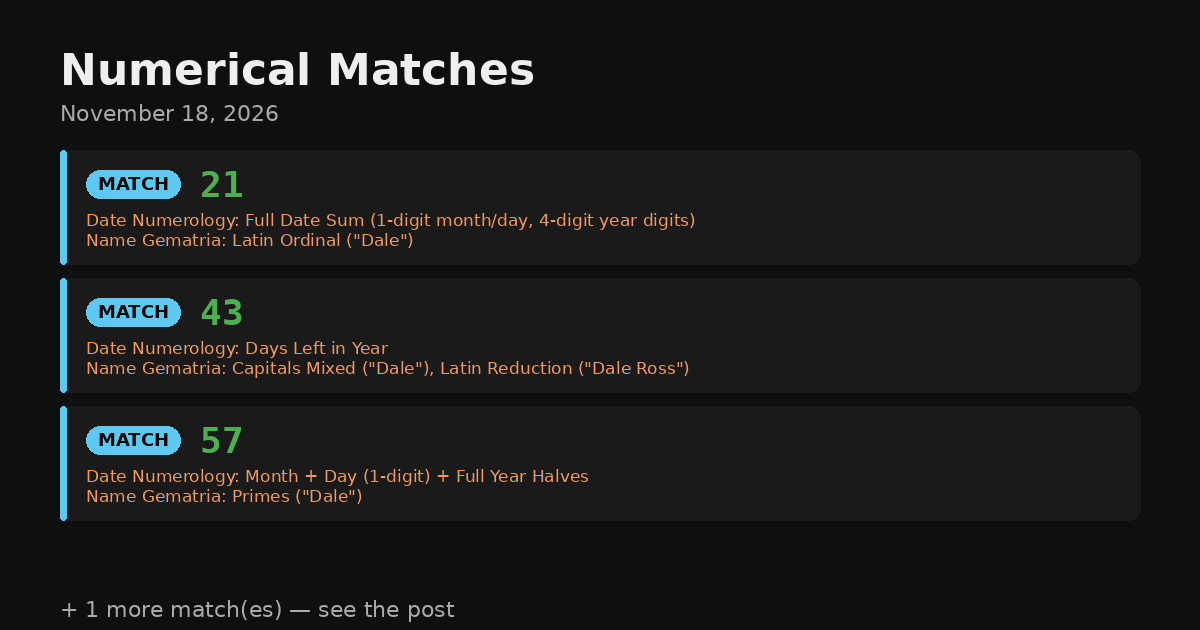 Numerical Matches
November 18, 2026
MATCH 21
Date Numerology: Full Date Sum (1-digit month/day, 4-digit year digits)
Name Gematria: Latin Ordinal ("Dale")
MATCH 43
Date Numerology: Days Left in Year
Name Gematria: Capitals Mixed ("Dale"), Latin Reduction ("Dale Ross")
MATCH 57
Date Numerology: Month + Day (1-digit) + Full Year Halves
Name Gematria: Primes ("Dale")
+ 1 more match(es) — see the post